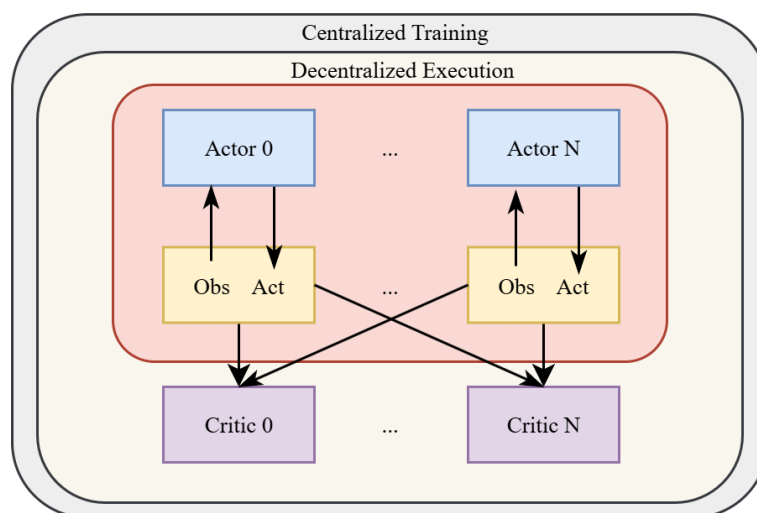 Centralized Training
Decentralized Execution
Actor 0 ... Actor N
Obs Act ... Obs Act
Critic 0 ... Critic N